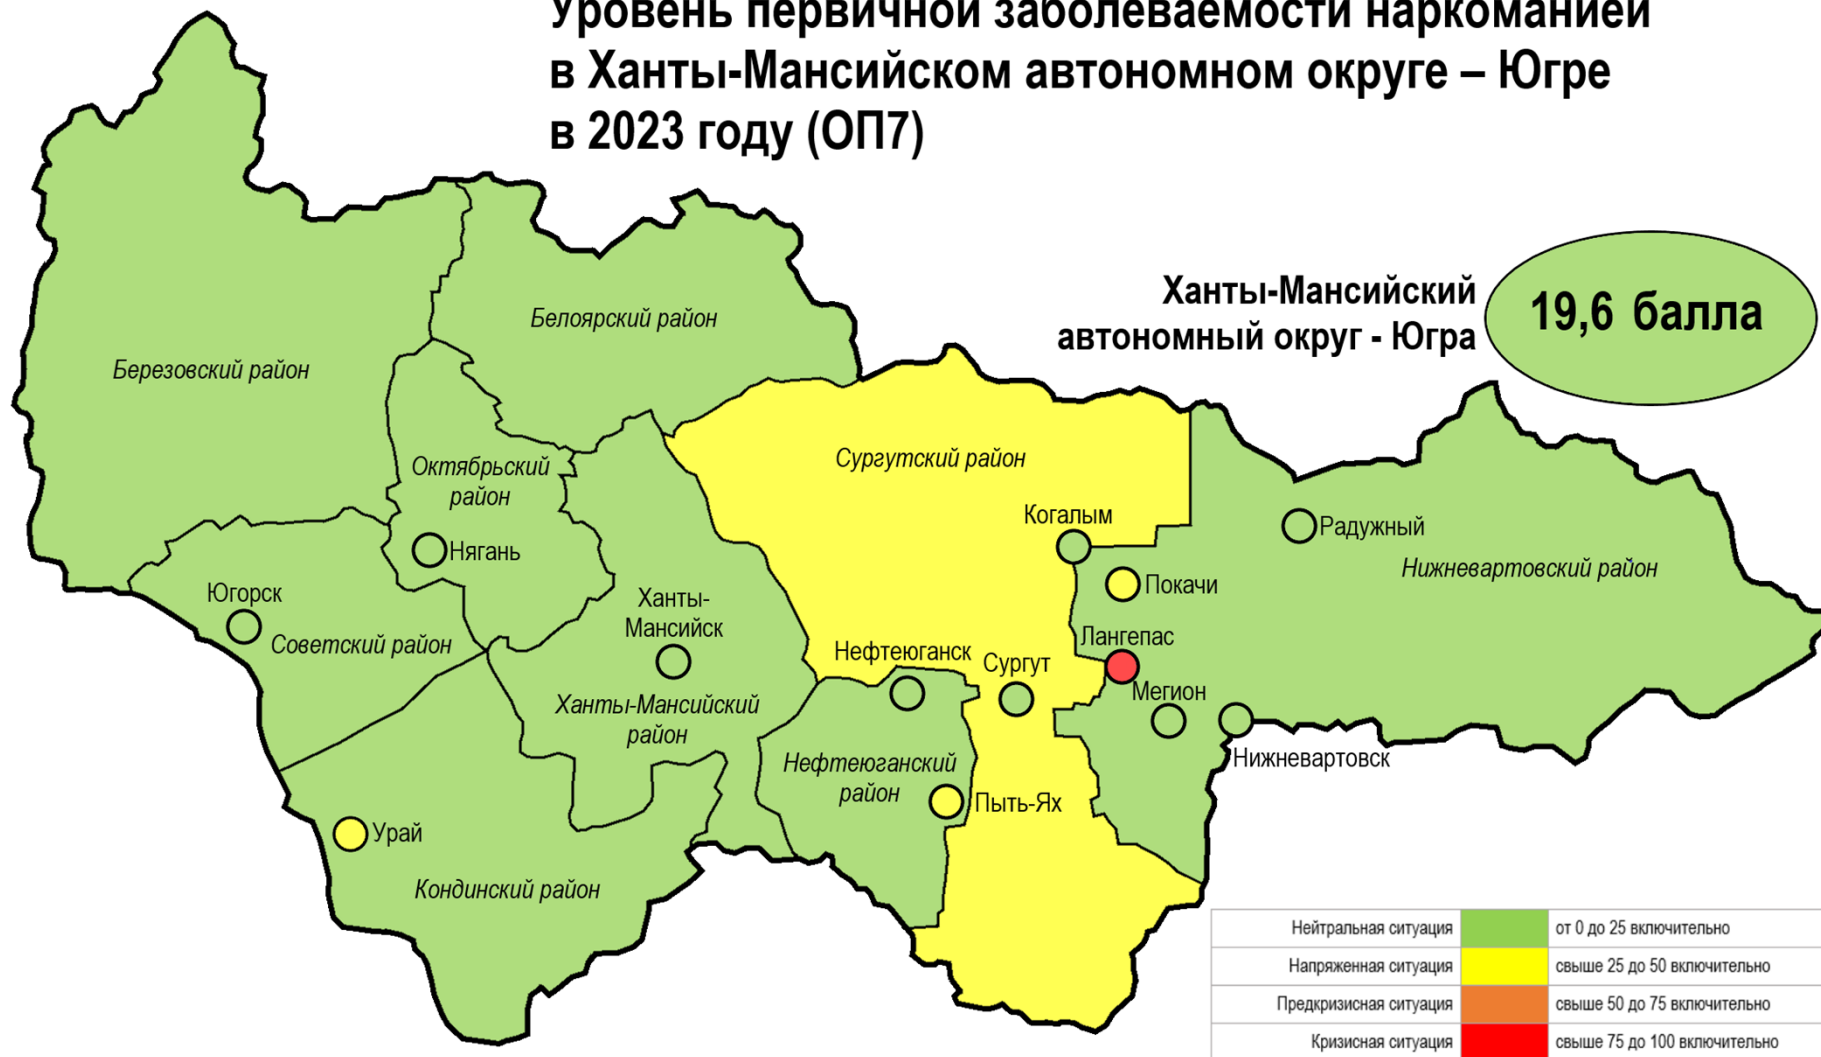 Уровень первичной заболеваемости наркоманией
в Ханты-Мансийском автономном округе – Югре
в 2023 году (ОП7)
Ханты-Мансийский
автономный округ - Югра
19,6 балла
Белоярский район
Березовский район
Сургутский район
Октябрьский
район
Когалым
Радужный
Нягань
Нижневартовский район
Покачи
Югорск
Ханты-
Мансийск
Советский район
Лангепас
Нефтеюганск
Сургут
Мегион
Ханты-Мансийский
район
Нижневартовск
Нефтеюганский
район
Пыть-Ях
Урай
Кондинский район
Нейтральная ситуация от 0 до 25 включительно
Напряженная ситуация свыше 25 до 50 включительно
Предкризисная ситуация свыше 50 до 75 включительно
Кризисная ситуация свыше 75 до 100 включительно